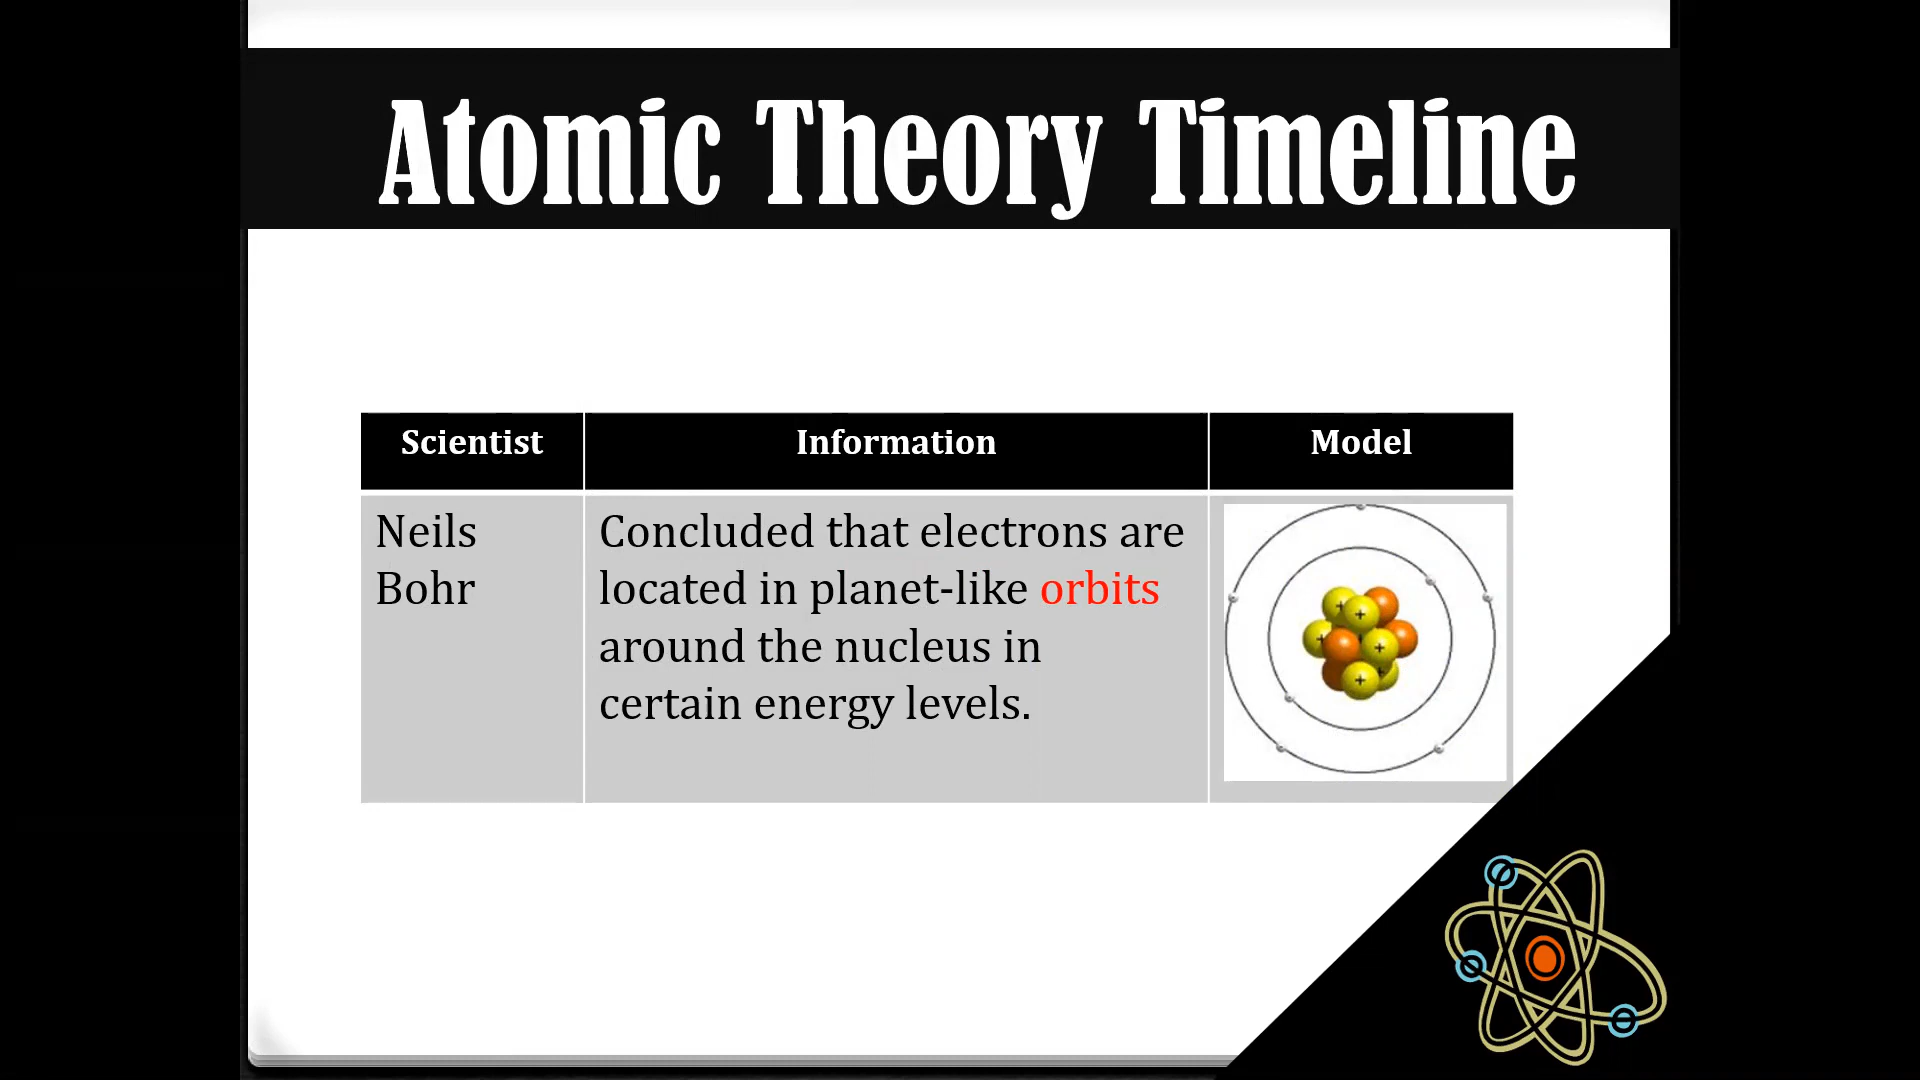 Atomic Theory Timeline
Scientist
Information
Model
Neils
Bohr
Concluded that electrons are
located in planet-like orbits
around the nucleus in
certain energy levels.
+
+
+
+
+
+